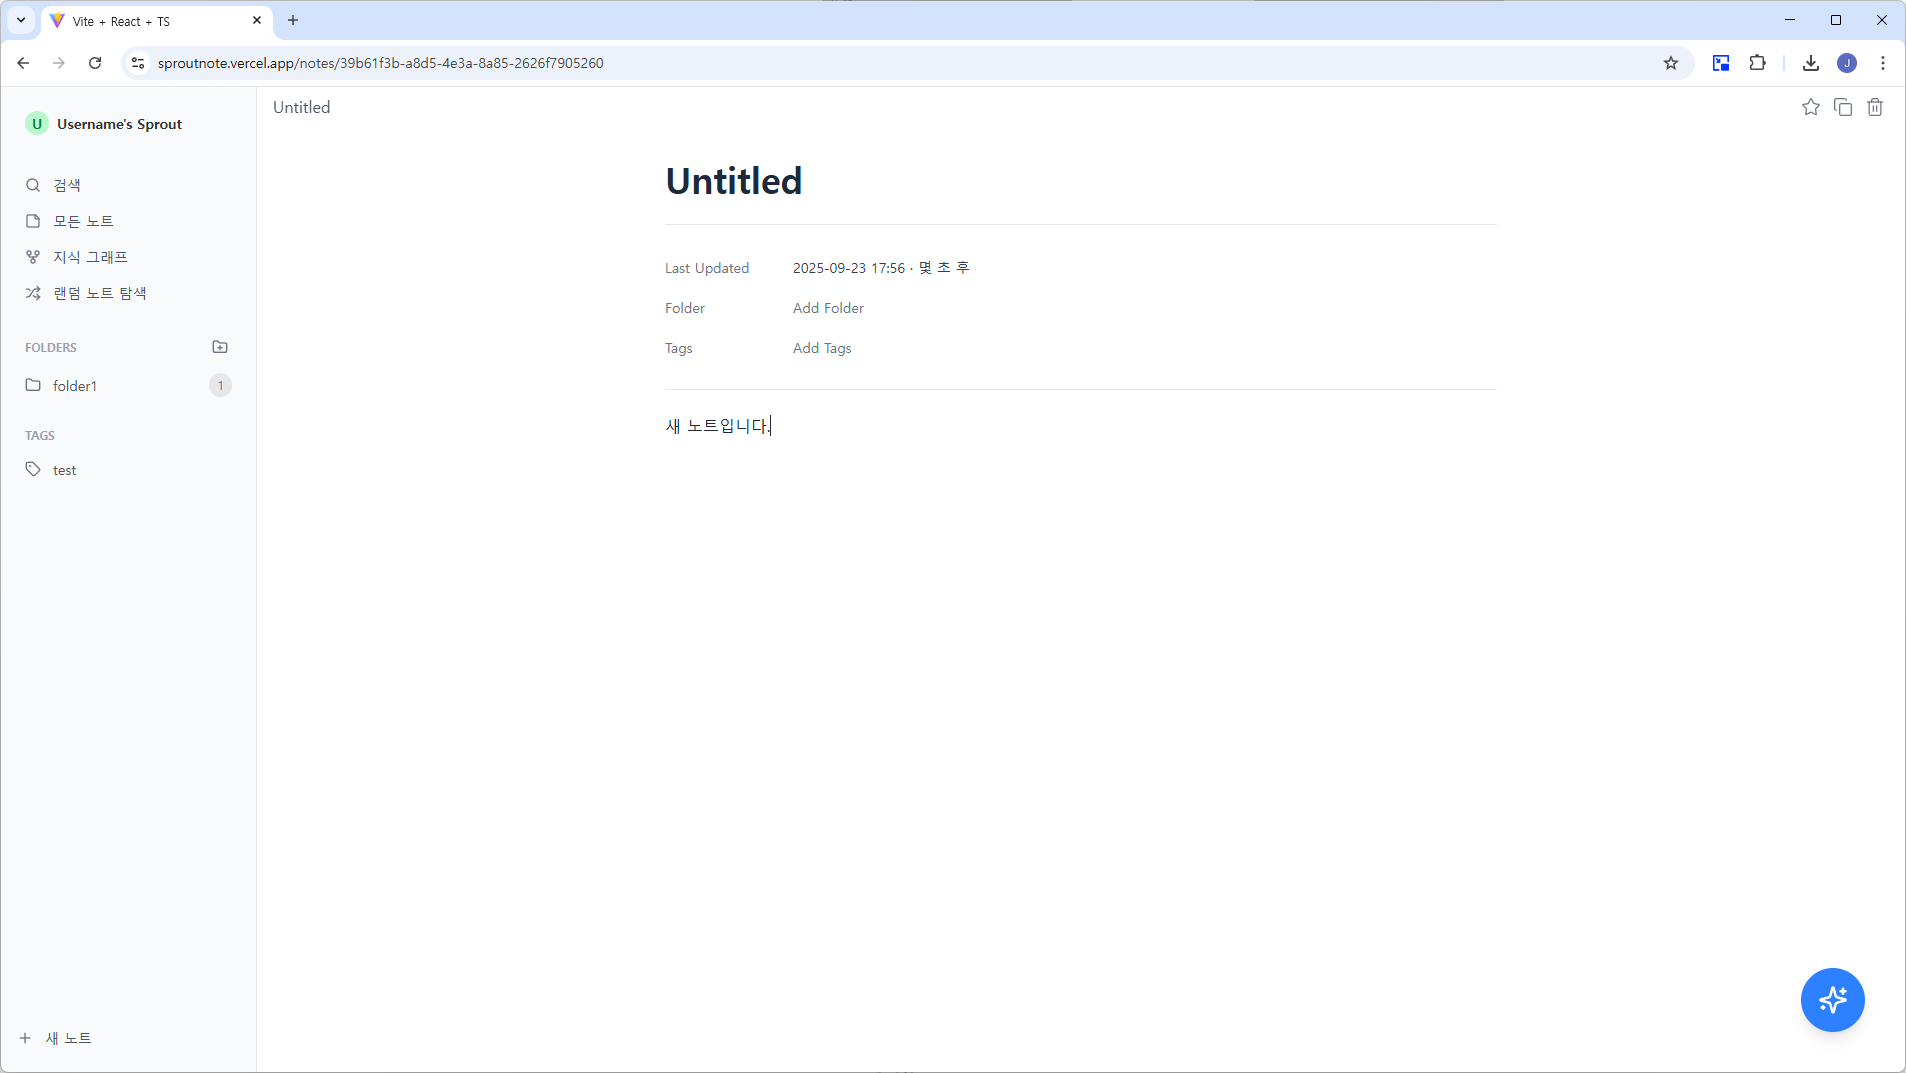 Vite + React + TS
sproutnote.vercel.app/notes/39b61f3b-a8d5-4e3a-8a85-2626f7905260
J
U Username's Sprout
검색
모든 노트
지식 그래프
랜덤 노트 탐색
FOLDERS
folder1 1
TAGS
test
새 노트
Untitled
Untitled
Last Updated 2025-09-23 17:56 · 몇 초 후
Folder Add Folder
Tags Add Tags
새 노트입니다.